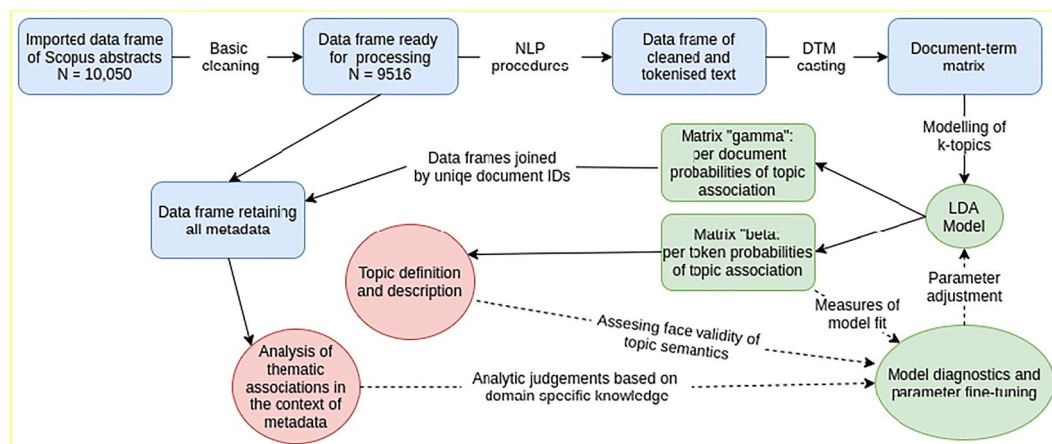 Imported data frame
of Scopus abstracts
N = 10,050
Basic
cleaning
Data frame ready
for processing
N = 9516
NLP
procedures
Data frame of
cleaned and
tokenised text
DTM
casting
Document-term
matrix
Modelling of
k-topics
Matrix "gamma":
per document
probabilities of topic
association
Data frames joined
by uniqe document IDs
Data frame retaining
all metadata
LDA
Model
Matrix "beta:
per token probabilities
of topic association
Topic definition
and description
Parameter
adjustment
Measures of
model fit
Assesing face validity of
topic semantics
Analysis of
thematic
associations in
the context of
metadata
Analytic judgements based on
domain specific knowledge
Model diagnostics and
parameter fine-tuning